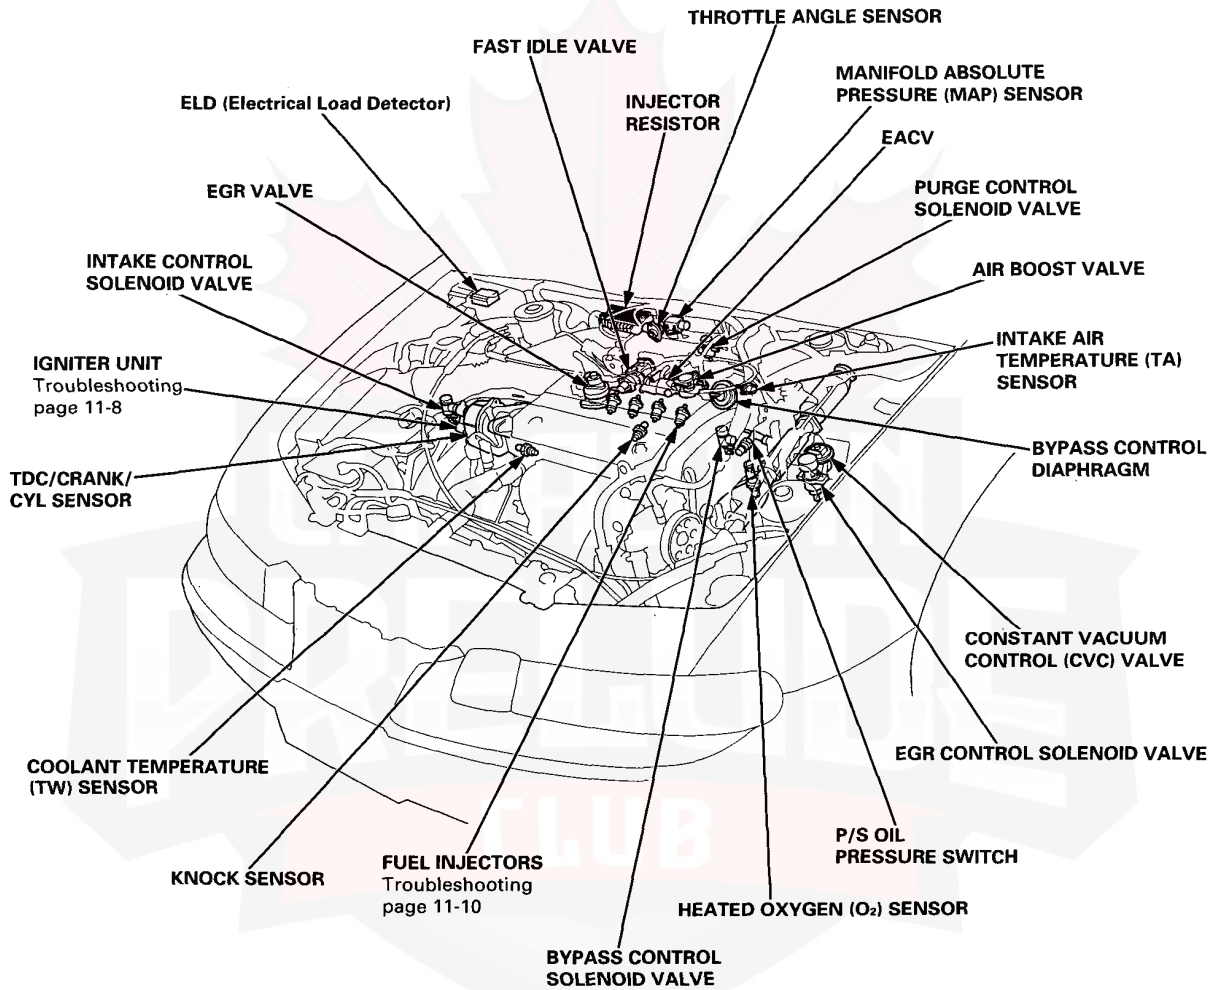 THROTTLE ANGLE SENSOR
FAST IDLE VALVE
MANIFOLD ABSOLUTE
PRESSURE (MAP) SENSOR
ELD (Electrical Load Detector)
INJECTOR
RESISTOR
EACV
EGR VALVE
PURGE CONTROL
SOLENOID VALVE
INTAKE CONTROL
SOLENOID VALVE
AIR BOOST VALVE
IGNITER UNIT
Troubleshooting
page 11-8
INTAKE AIR
TEMPERATURE (TA)
SENSOR
TDC/CRANK/
CYL SENSOR
BYPASS CONTROL
DIAPHRAGM
CONSTANT VACUUM
CONTROL (CVC) VALVE
EGR CONTROL SOLENOID VALVE
COOLANT TEMPERATURE
(TW) SENSOR
P/S OIL
PRESSURE SWITCH
KNOCK SENSOR
FUEL INJECTORS
Troubleshooting
page 11-10
HEATED OXYGEN (O₂) SENSOR
BYPASS CONTROL
SOLENOID VALVE
PRELUDE
CLUB